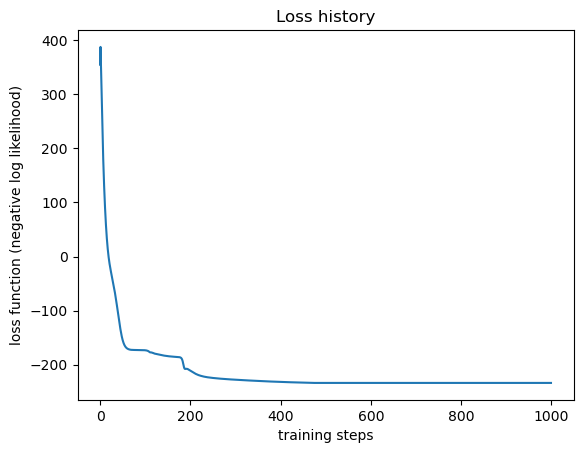 Loss history
loss function (negative log likelihood)
400
300
200
100
0
−100
−200
0 200 400 600 800 1000
training steps